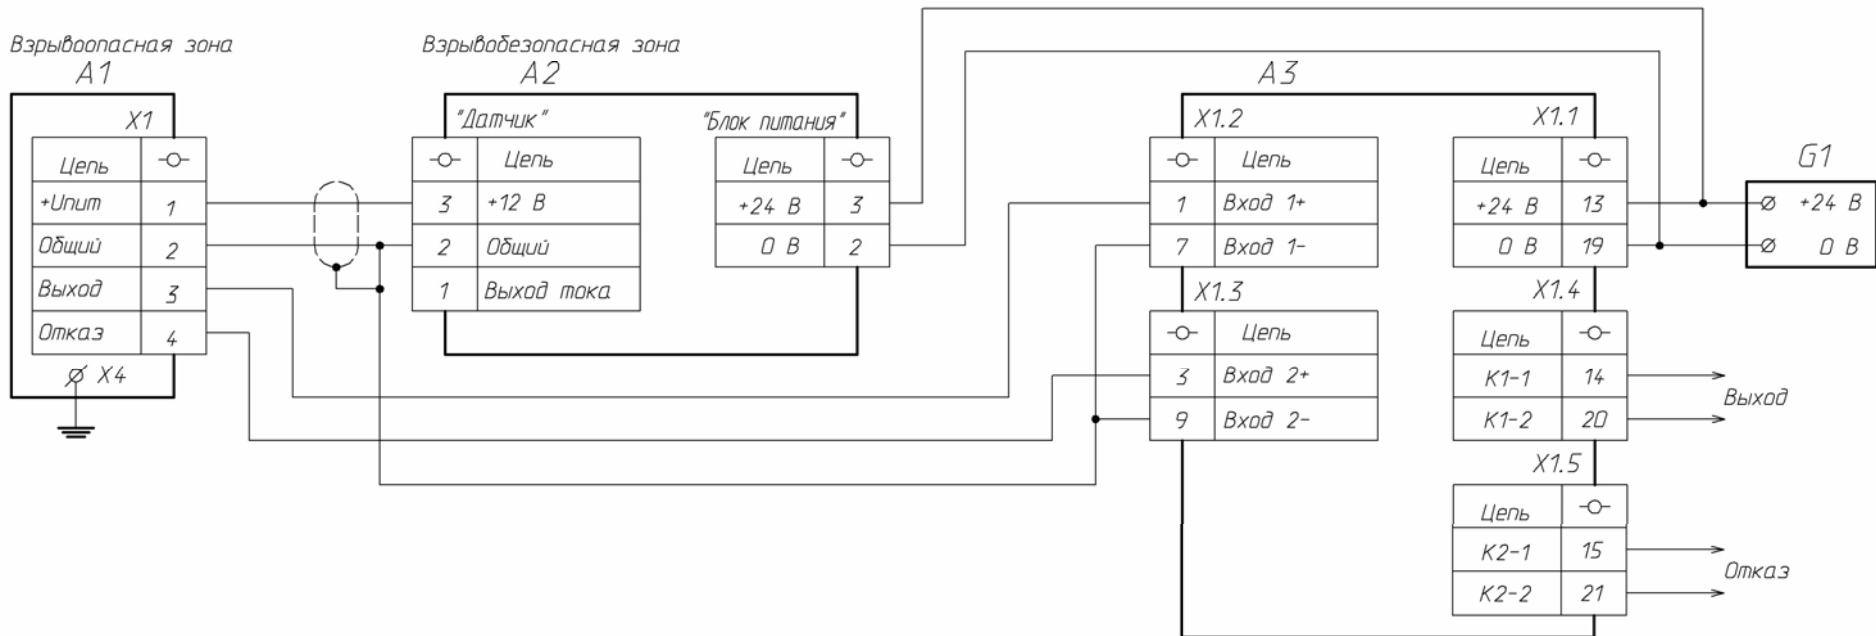 Взрывоопасная зона
A1
X1
Цепь
+Uпит 1
Общий 2
Выход 3
Отказ 4
X4
Взрывобезопасная зона
A2
"Датчик"
Цепь
3 +12 В
2 Общий
1 Выход тока
"Блок питания"
Цепь
+24 В 3
0 В 2
A3
X1.2
Цепь
1 Вход 1+
7 Вход 1-
X1.3
Цепь
3 Вход 2+
9 Вход 2-
X1.1
Цепь
+24 В 13
0 В 19
X1.4
Цепь
K1-1 14
K1-2 20
Выход
X1.5
Цепь
K2-1 15
K2-2 21
Отказ
G1
+24 В
0 В